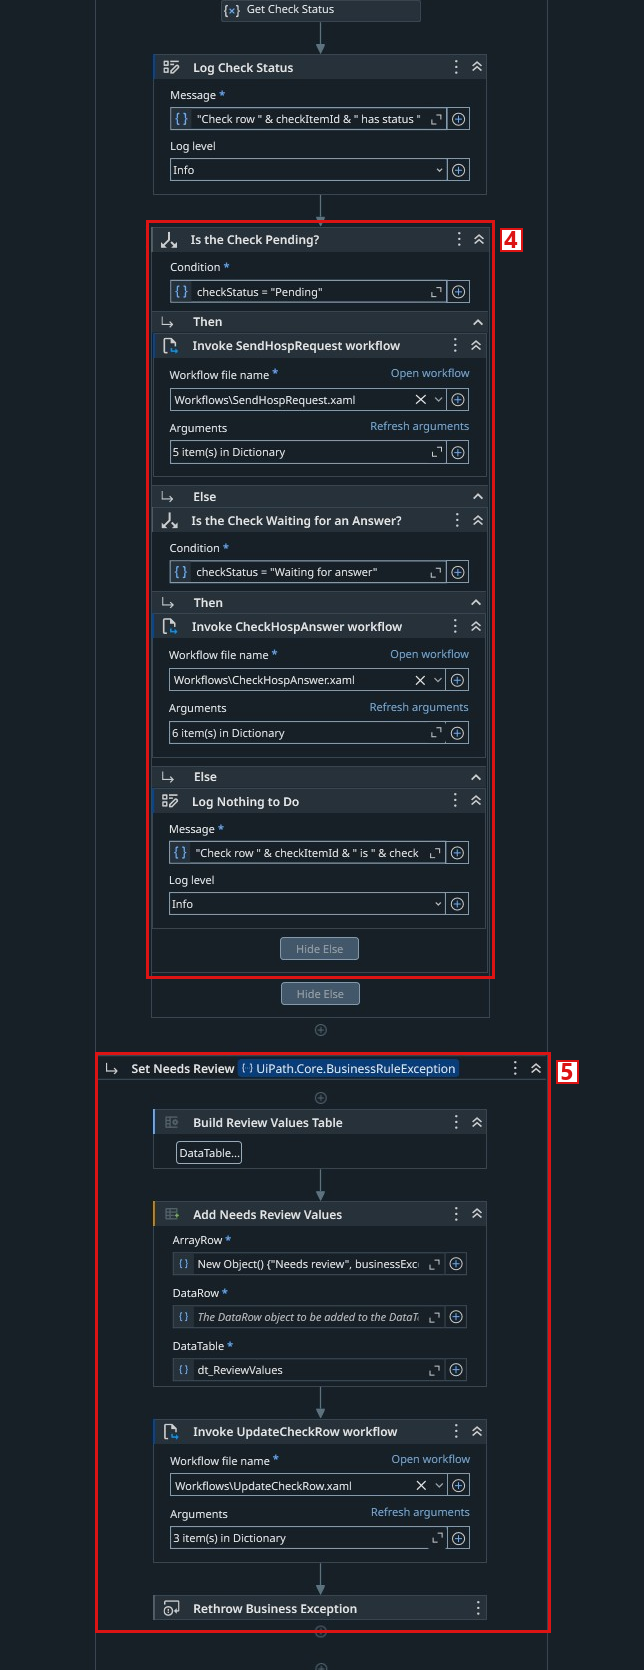 Get Check Status
Log Check Status
Message *
"Check row " & checkItemId & " has status "
Log level
Info
4
Is the Check Pending?
Condition *
checkStatus = "Pending"
Then
Invoke SendHospRequest workflow
Workflow file name * Open workflow
Workflows\SendHospRequest.xaml
Arguments Refresh arguments
5 item(s) in Dictionary
Else
Is the Check Waiting for an Answer?
Condition *
checkStatus = "Waiting for answer"
Then
Invoke CheckHospAnswer workflow
Workflow file name * Open workflow
Workflows\CheckHospAnswer.xaml
Arguments Refresh arguments
6 item(s) in Dictionary
Else
Log Nothing to Do
Message *
"Check row " & checkItemId & " is " & check
Log level
Info
Hide Else
Hide Else
Set Needs Review UiPath.Core.BusinessRuleException
5
Build Review Values Table
DataTable...
Add Needs Review Values
ArrayRow *
New Object() {"Needs review", businessExc
DataRow *
The DataRow object to be added to the DataT
DataTable *
dt_ReviewValues
Invoke UpdateCheckRow workflow
Workflow file name * Open workflow
Workflows\UpdateCheckRow.xaml
Arguments Refresh arguments
3 item(s) in Dictionary
Rethrow Business Exception